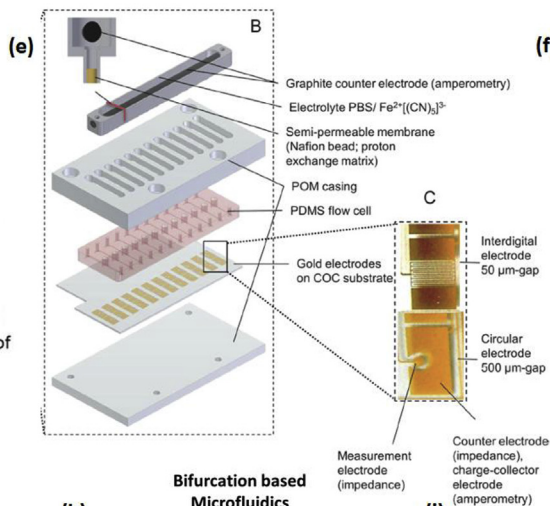 (e)
B
(f
Graphite counter electrode (amperometry)
Electrolyte PBS/ Fe²⁺[(CN)₅]³⁻
Semi-permeable membrane
(Nafion bead; proton
exchange matrix)
POM casing
PDMS flow cell
C
Gold electrodes
on COC substrate
Interdigital
electrode
50 µm-gap
of
Circular
electrode
500 µm-gap
Measurement
electrode
(impedance)
Counter electrode
(impedance),
charge-collector
electrode
(amperometry)
Bifurcation based
Microfluidics